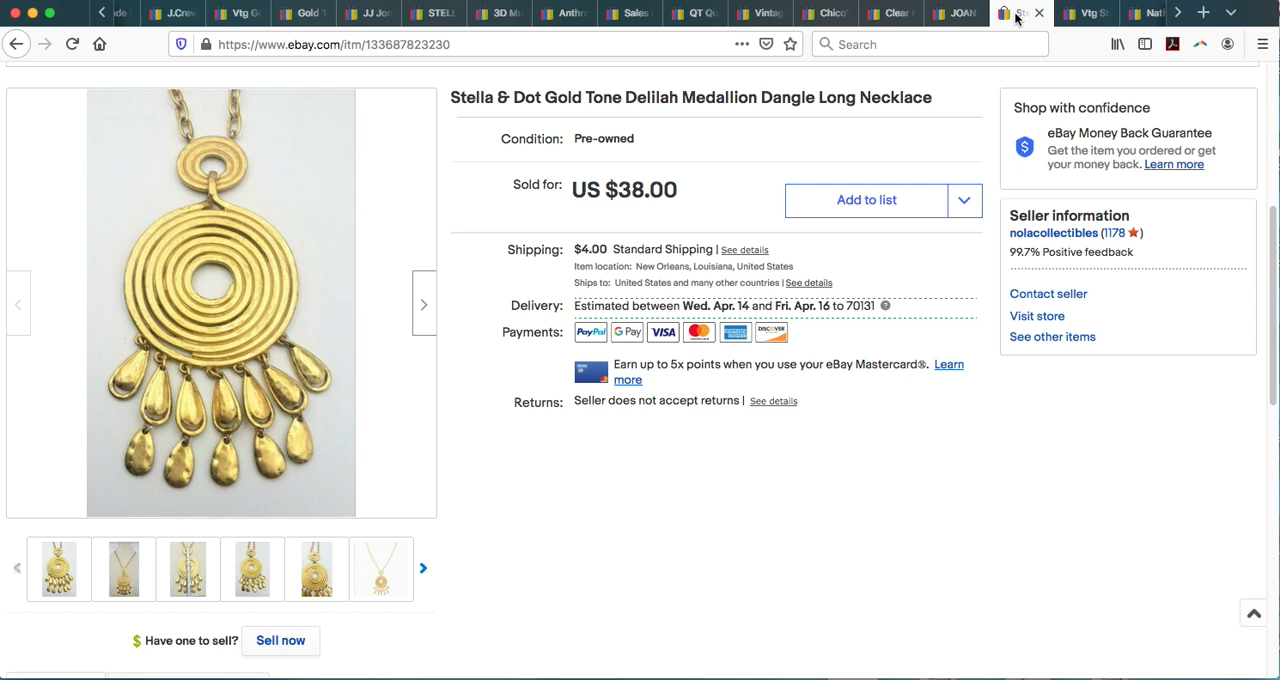 J.Crew
Vtg G
Gold T
JJ Jo
STELL
3D Mu
Anthro
Sales
QT Qu
Vintag
Chico'
Clear
JOAN
Ste
Vtg S
Nati
https://www.ebay.com/itm/133687823230
Search
Stella & Dot Gold Tone Delilah Medallion Dangle Long Necklace
Condition: Pre-owned
Sold for: US $38.00
Add to list
Shipping: $4.00 Standard Shipping | See details
Item location: New Orleans, Louisiana, United States
Ships to: United States and many other countries | See details
Delivery: Estimated between Wed. Apr. 14 and Fri. Apr. 16 to 70131
Payments: PayPal G Pay VISA DISCOVER
Earn up to 5x points when you use your eBay Mastercard®. Learn
more
Returns: Seller does not accept returns | See details
Shop with confidence
eBay Money Back Guarantee
Get the item you ordered or get
your money back. Learn more
Seller information
nolacollectibles (1178 ★)
99.7% Positive feedback
Contact seller
Visit store
See other items
$ Have one to sell? Sell now